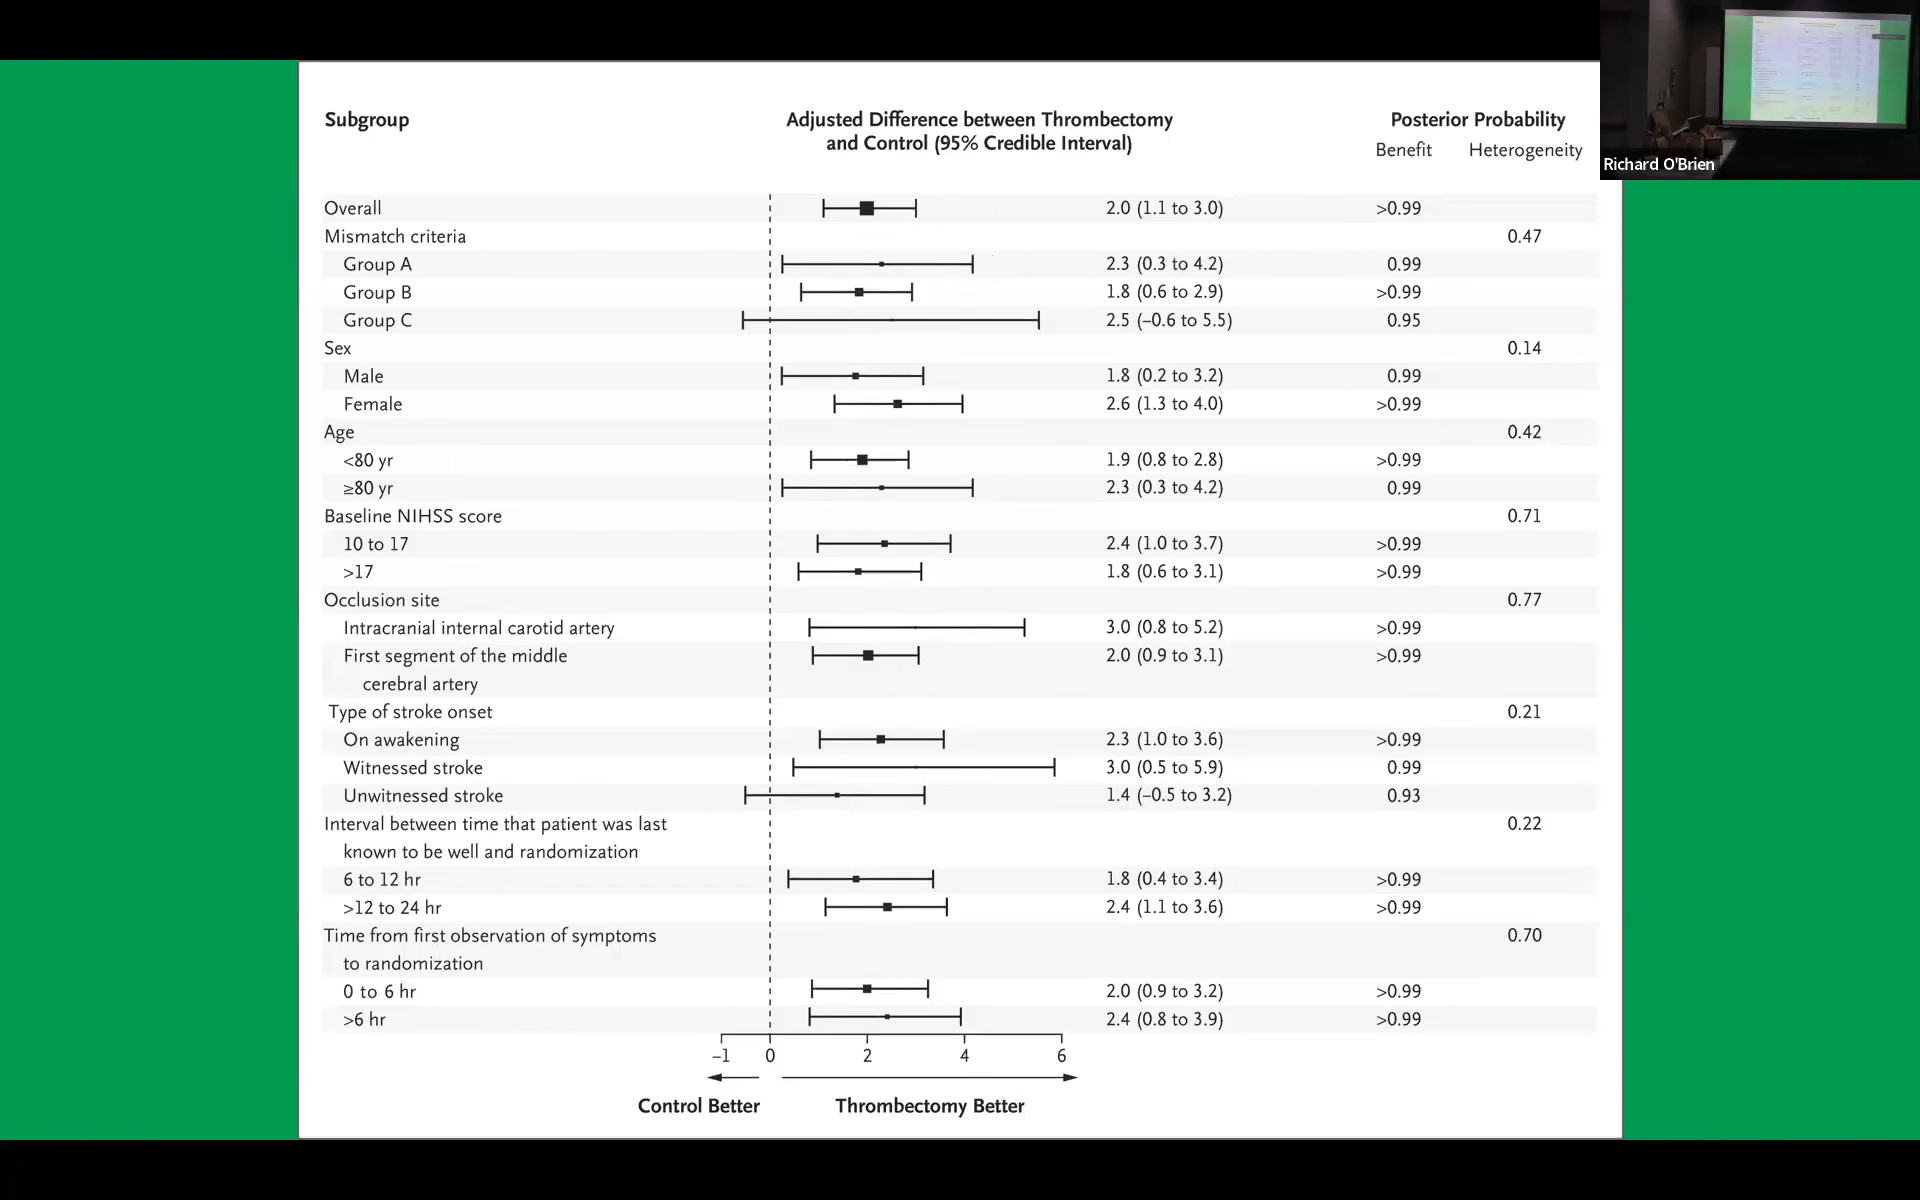 Subgroup
Adjusted Difference between Thrombectomy
and Control (95% Credible Interval)
Posterior Probability
Benefit Heterogeneity
Richard O'Brien
Overall 2.0 (1.1 to 3.0) >0.99
Mismatch criteria 0.47
Group A 2.3 (0.3 to 4.2) 0.99
Group B 1.8 (0.6 to 2.9) >0.99
Group C 2.5 (–0.6 to 5.5) 0.95
Sex 0.14
Male 1.8 (0.2 to 3.2) 0.99
Female 2.6 (1.3 to 4.0) >0.99
Age 0.42
<80 yr 1.9 (0.8 to 2.8) >0.99
≥80 yr 2.3 (0.3 to 4.2) 0.99
Baseline NIHSS score 0.71
10 to 17 2.4 (1.0 to 3.7) >0.99
>17 1.8 (0.6 to 3.1) >0.99
Occlusion site 0.77
Intracranial internal carotid artery 3.0 (0.8 to 5.2) >0.99
First segment of the middle 2.0 (0.9 to 3.1) >0.99
cerebral artery
Type of stroke onset 0.21
On awakening 2.3 (1.0 to 3.6) >0.99
Witnessed stroke 3.0 (0.5 to 5.9) 0.99
Unwitnessed stroke 1.4 (–0.5 to 3.2) 0.93
Interval between time that patient was last 0.22
known to be well and randomization
6 to 12 hr 1.8 (0.4 to 3.4) >0.99
>12 to 24 hr 2.4 (1.1 to 3.6) >0.99
Time from first observation of symptoms 0.70
to randomization
0 to 6 hr 2.0 (0.9 to 3.2) >0.99
>6 hr 2.4 (0.8 to 3.9) >0.99
–1 0 2 4 6
Control Better Thrombectomy Better